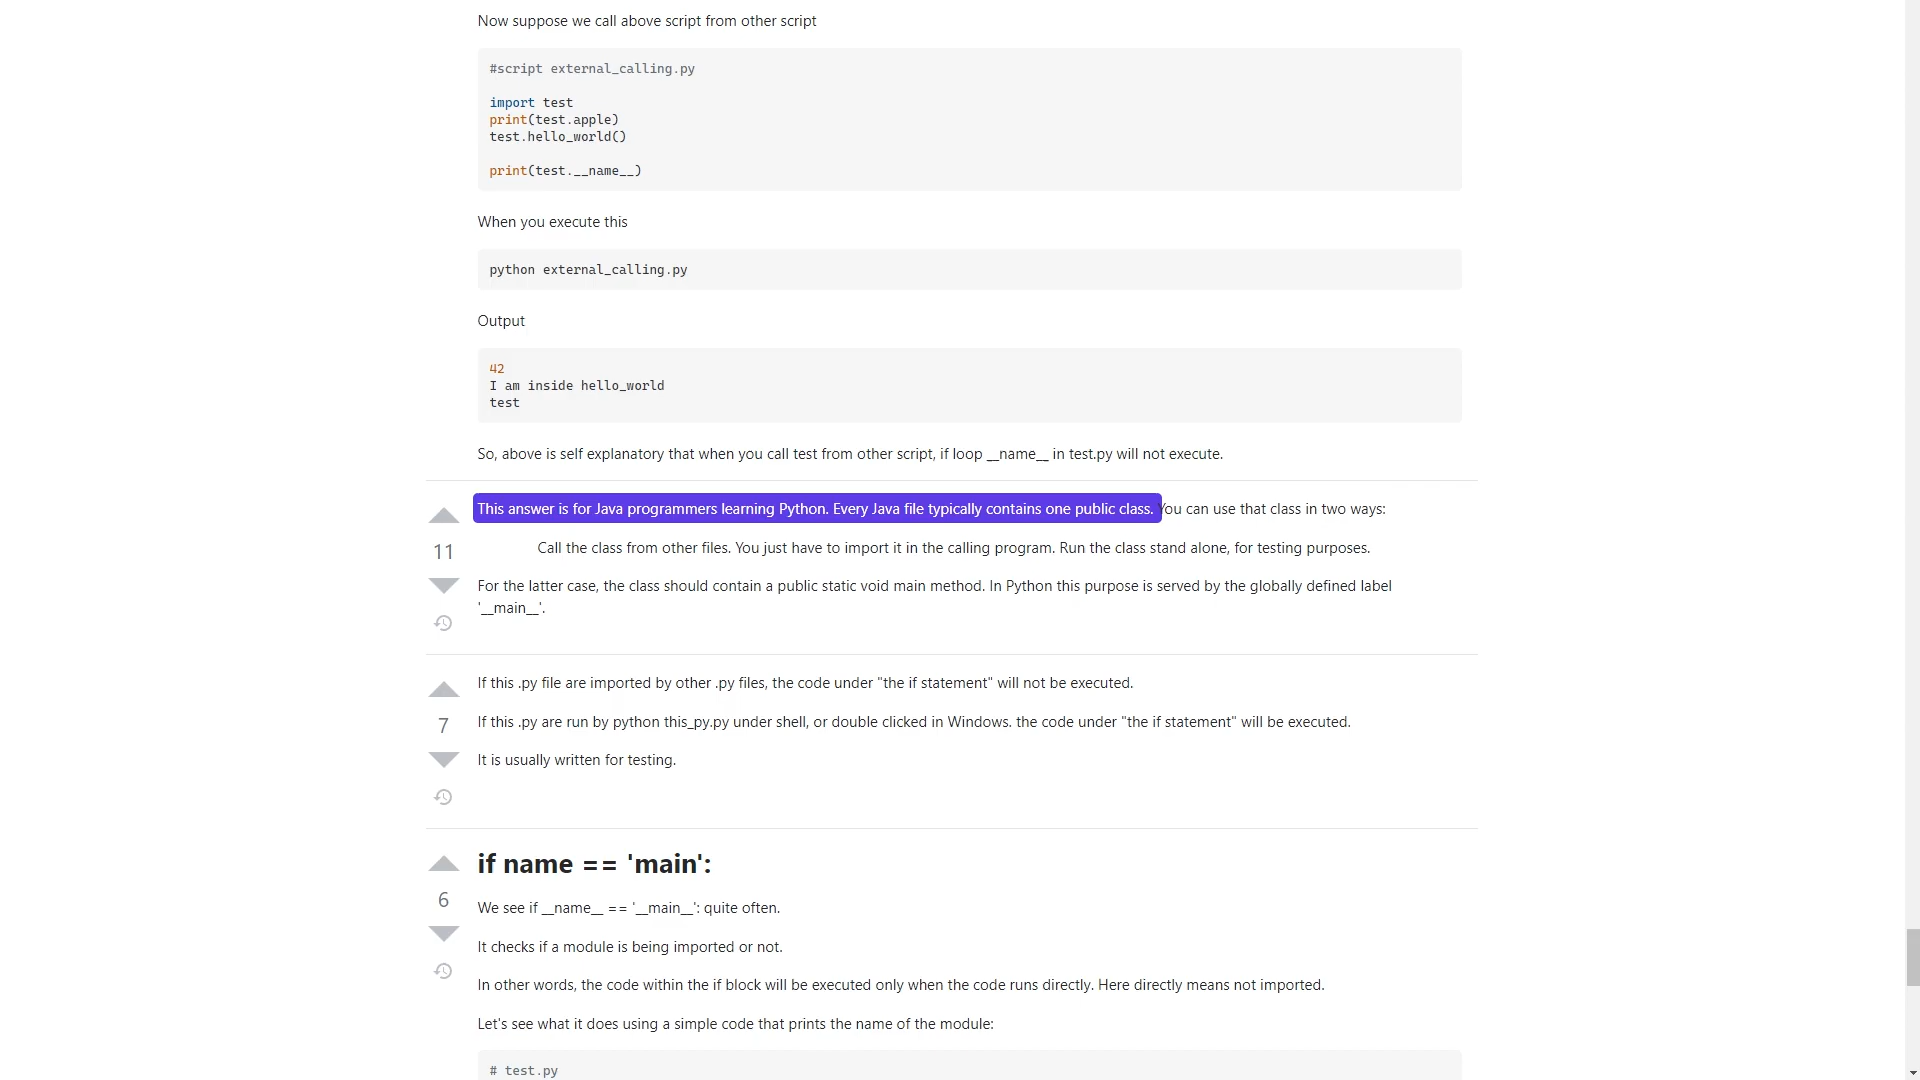 Now suppose we call above script from other script
#script external_calling.py
import test
print(test.apple)
test.hello_world()
print(test.__name__)
When you execute this
python external_calling.py
Output
42
I am inside hello_world
test
So, above is self explanatory that when you call test from other script, if loop __name__ in test.py will not execute.
This answer is for Java programmers learning Python. Every Java file typically contains one public class. You can use that class in two ways:
11
Call the class from other files. You just have to import it in the calling program. Run the class stand alone, for testing purposes.
For the latter case, the class should contain a public static void main method. In Python this purpose is served by the globally defined label
'__main__'.
If this .py file are imported by other .py files, the code under "the if statement" will not be executed.
7
If this .py are run by python this_py.py under shell, or double clicked in Windows. the code under "the if statement" will be executed.
It is usually written for testing.
if name == 'main':
6
We see if __name__ == '__main__': quite often.
It checks if a module is being imported or not.
In other words, the code within the if block will be executed only when the code runs directly. Here directly means not imported.
Let's see what it does using a simple code that prints the name of the module:
# test.py